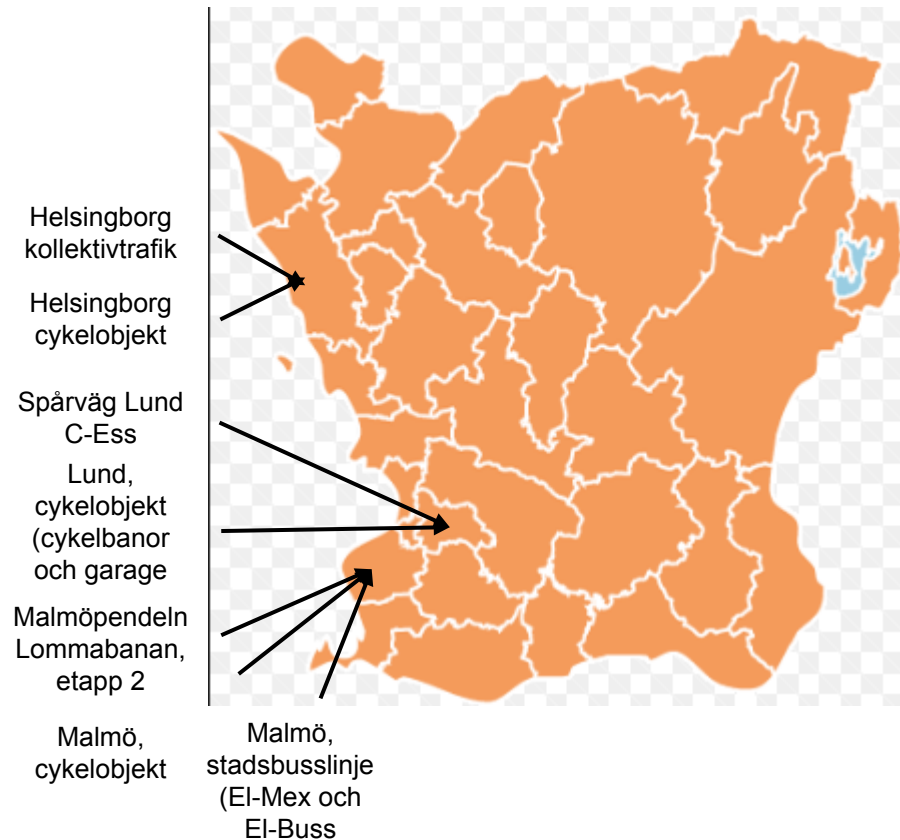 Helsingborg
kollektivtrafik
Helsingborg
cykelobjekt
Spårväg Lund
C-Ess
Lund,
cykelobjekt
(cykelbanor
och garage
Malmöpendeln
Lommabanan,
etapp 2
Malmö,
cykelobjekt
Malmö,
stadsbusslinje
(El-Mex och
El-Buss